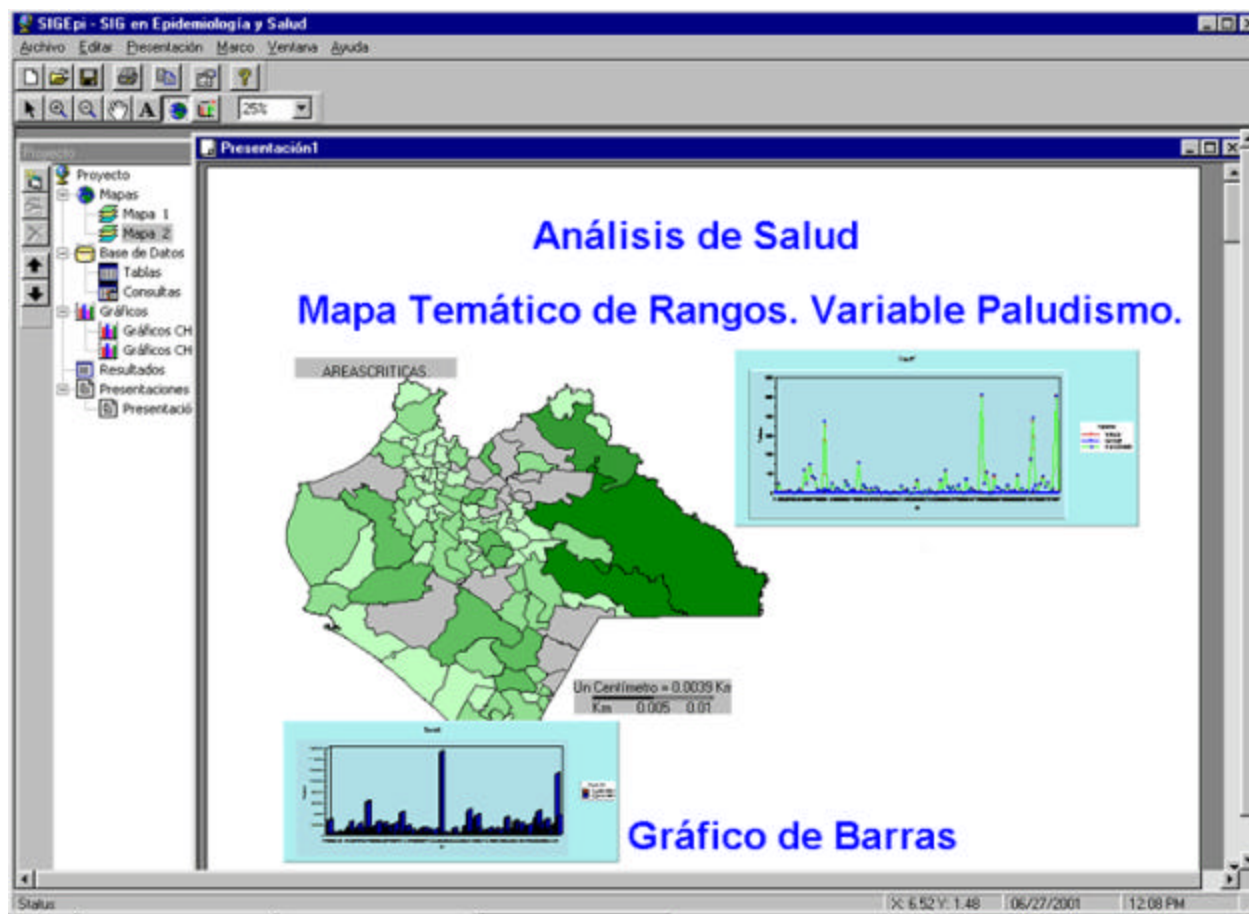 SIGEpi - SIG en Epidemiología y Salud
Archivo Editar Presentación Marco Ventana Ayuda
25%
Proyecto
Presentación1
Proyecto
Mapas
Mapa 1
Mapa 2
Base de Datos
Tablas
Consultas
Gráficos
Gráficos CH
Gráficos CH
Resultados
Presentaciones
Presentació
Análisis de Salud
Mapa Temático de Rangos. Variable Paludismo.
AREASCRITICAS
Un Centímetro = 0.0039 Km
Km 0.005 0.01
Gráfico de Barras
Status
X: 6.52 Y: 1.48
06/27/2001
12:08 PM